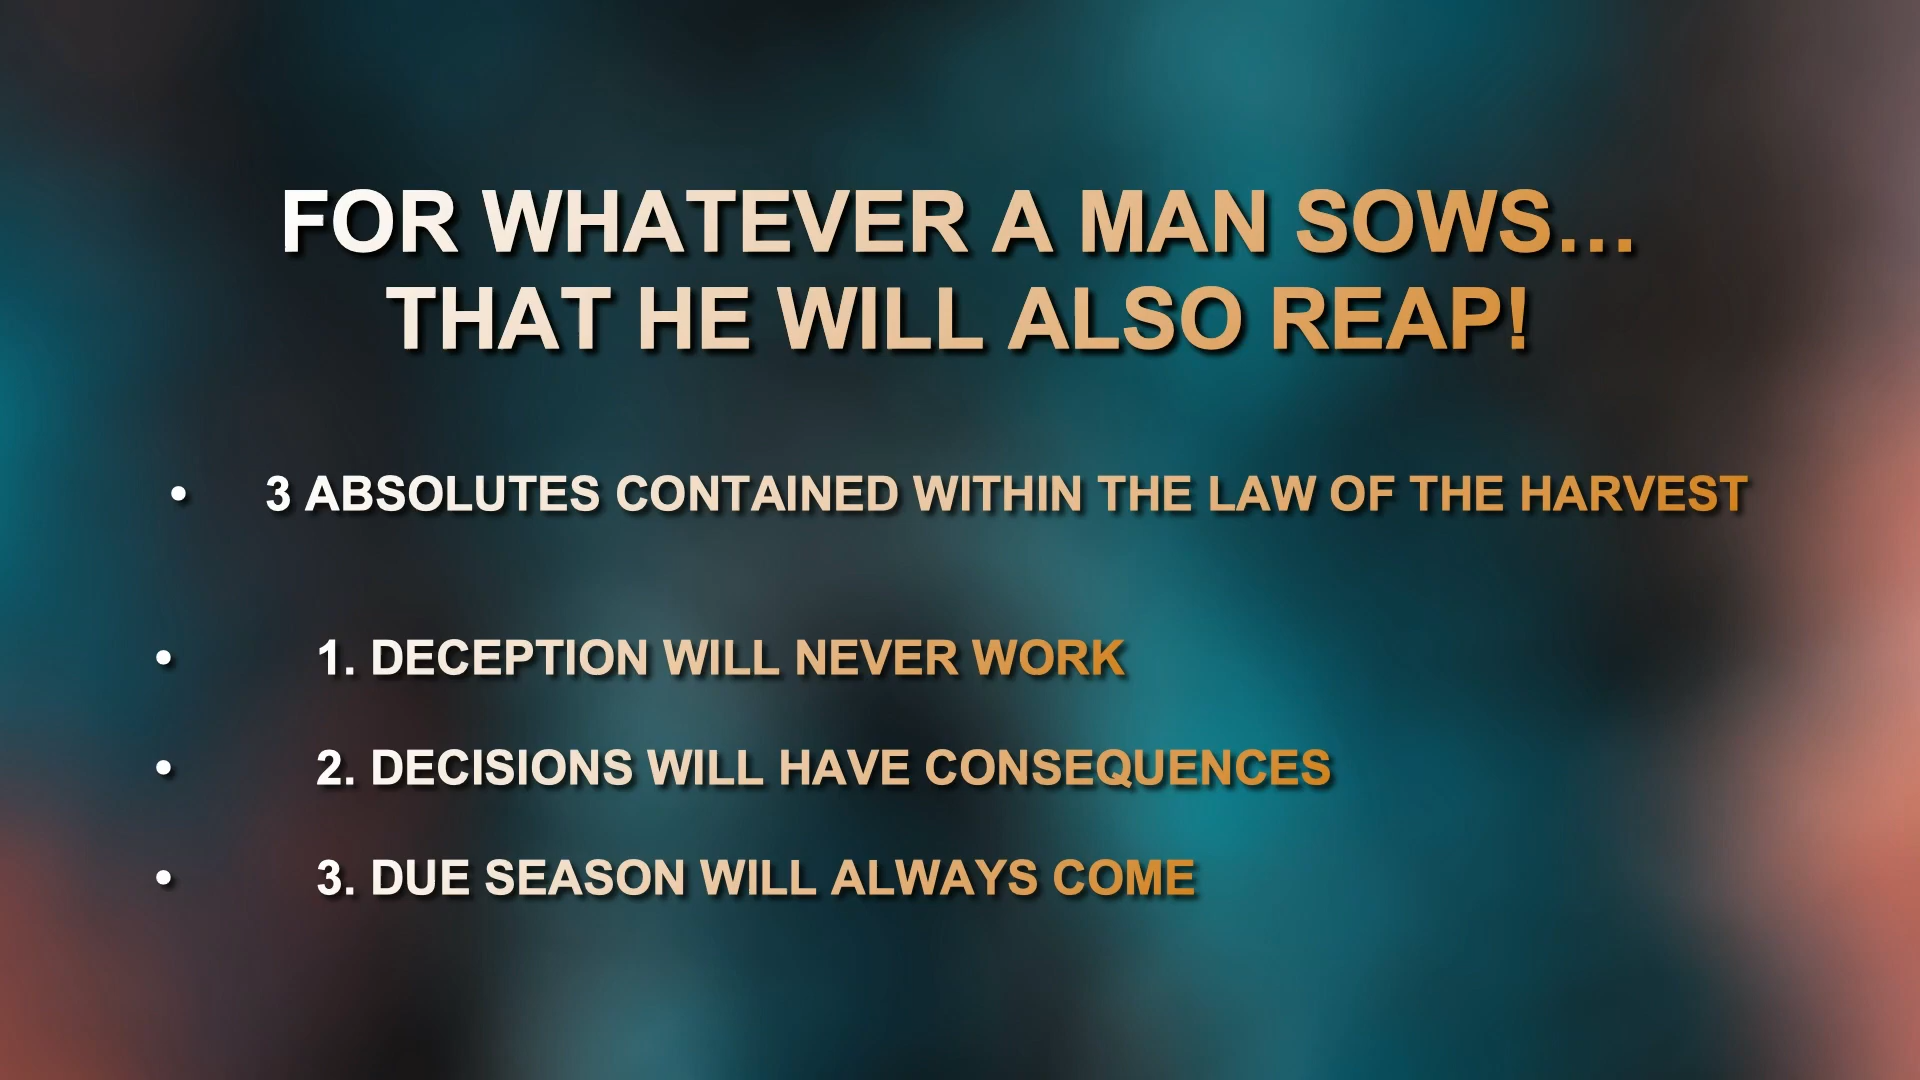 FOR WHATEVER A MAN SOWS…
THAT HE WILL ALSO REAP!
• 3 ABSOLUTES CONTAINED WITHIN THE LAW OF THE HARVEST
• 1. DECEPTION WILL NEVER WORK
• 2. DECISIONS WILL HAVE CONSEQUENCES
• 3. DUE SEASON WILL ALWAYS COME